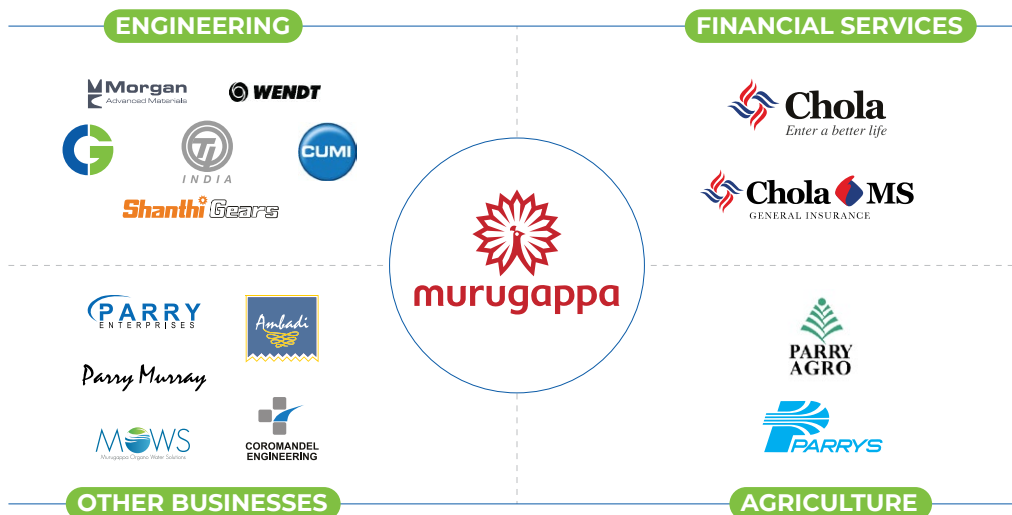 ENGINEERING
FINANCIAL SERVICES
Morgan
Advanced Materials
WENDT
TI
INDIA
CUMI
Shanthi Gears
Chola
Enter a better life
Chola MS
GENERAL INSURANCE
murugappa
PARRY
ENTERPRISES
Ambadi
Parry Murray
MOWS
Murugappa Organo Water Solutions
COROMANDEL
ENGINEERING
PARRY
AGRO
PARRYS
OTHER BUSINESSES
AGRICULTURE